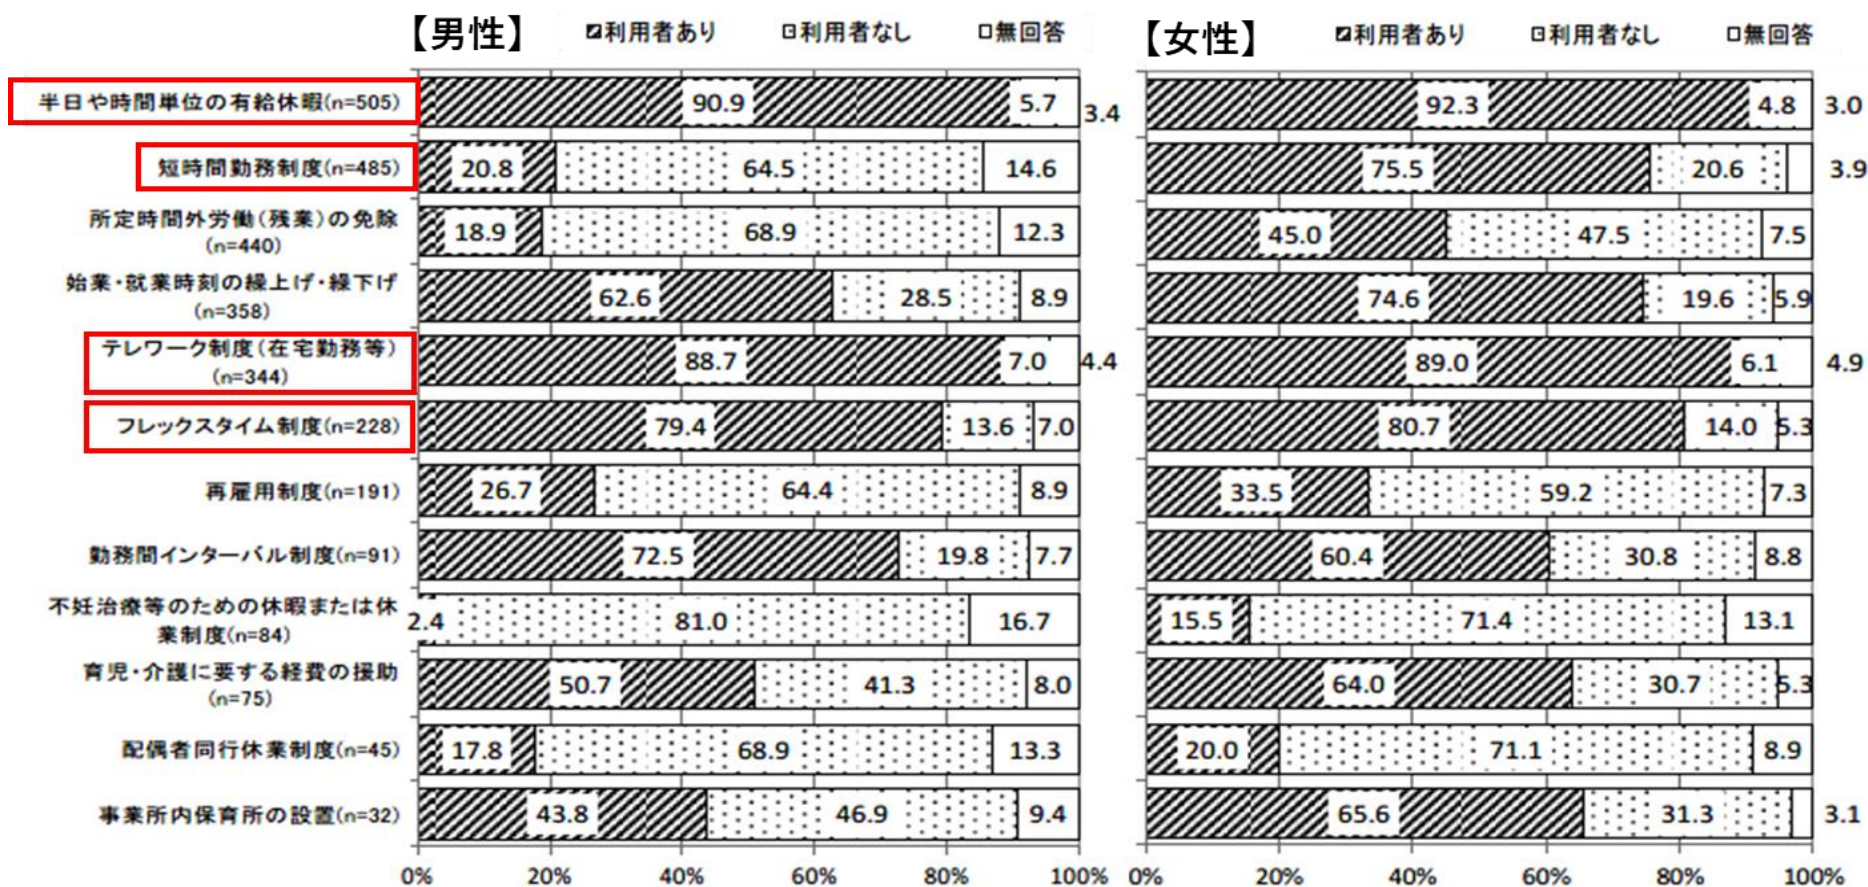 【男性】 利用者あり 利用者なし 無回答 【女性】 利用者あり 利用者なし 無回答
半日や時間単位の有給休暇(n=505) 90.9 5.7 3.4 92.3 4.8 3.0
短時間勤務制度(n=485) 20.8 64.5 14.6 75.5 20.6 3.9
所定時間外労働(残業)の免除
(n=440) 18.9 68.9 12.3 45.0 47.5 7.5
始業・就業時刻の繰上げ・繰下げ
(n=358) 62.6 28.5 8.9 74.6 19.6 5.9
テレワーク制度(在宅勤務等)
(n=344) 88.7 7.0 4.4 89.0 6.1 4.9
フレックスタイム制度(n=228) 79.4 13.6 7.0 80.7 14.0 5.3
再雇用制度(n=191) 26.7 64.4 8.9 33.5 59.2 7.3
勤務間インターバル制度(n=91) 72.5 19.8 7.7 60.4 30.8 8.8
不妊治療等のための休暇または休
業制度(n=84) 2.4 81.0 16.7 15.5 71.4 13.1
育児・介護に要する経費の援助
(n=75) 50.7 41.3 8.0 64.0 30.7 5.3
配偶者同行休業制度(n=45) 17.8 68.9 13.3 20.0 71.1 8.9
事業所内保育所の設置(n=32) 43.8 46.9 9.4 65.6 31.3 3.1
0% 20% 40% 60% 80% 100% 0% 20% 40% 60% 80% 100%